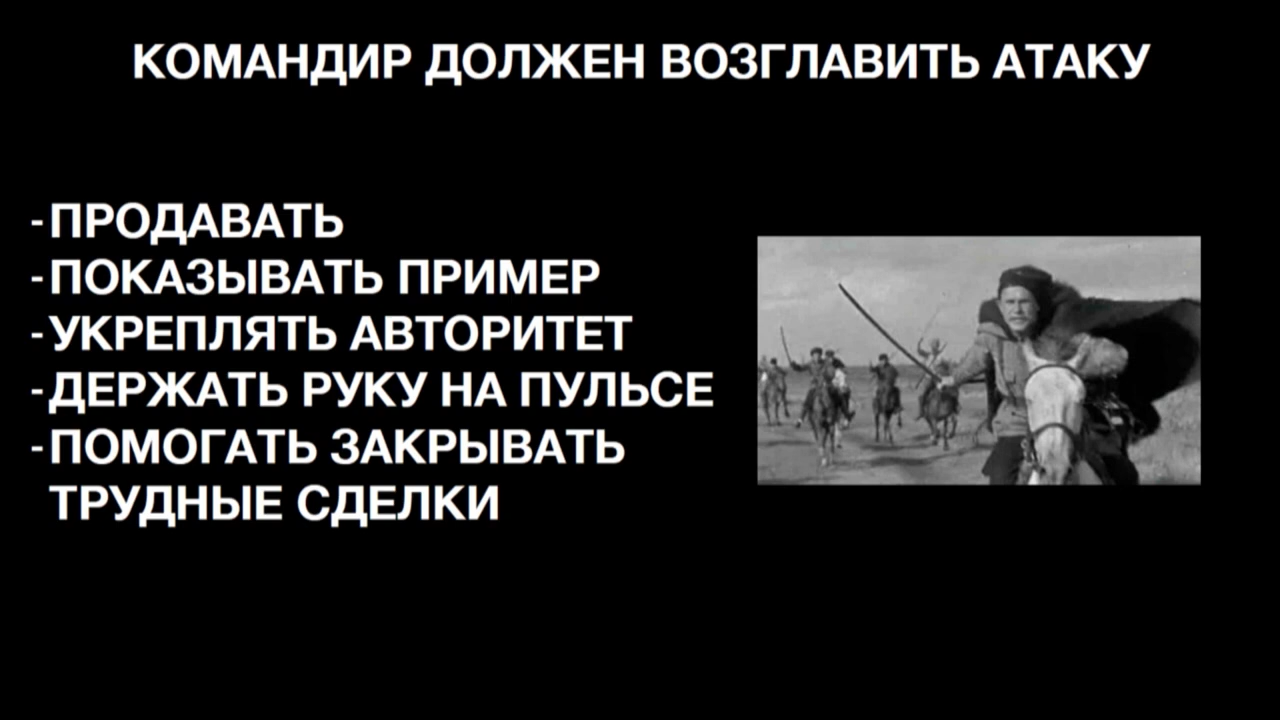 КОМАНДИР ДОЛЖЕН ВОЗГЛАВИТЬ АТАКУ
-ПРОДАВАТЬ
-ПОКАЗЫВАТЬ ПРИМЕР
-УКРЕПЛЯТЬ АВТОРИТЕТ
-ДЕРЖАТЬ РУКУ НА ПУЛЬСЕ
-ПОМОГАТЬ ЗАКРЫВАТЬ
ТРУДНЫЕ СДЕЛКИ